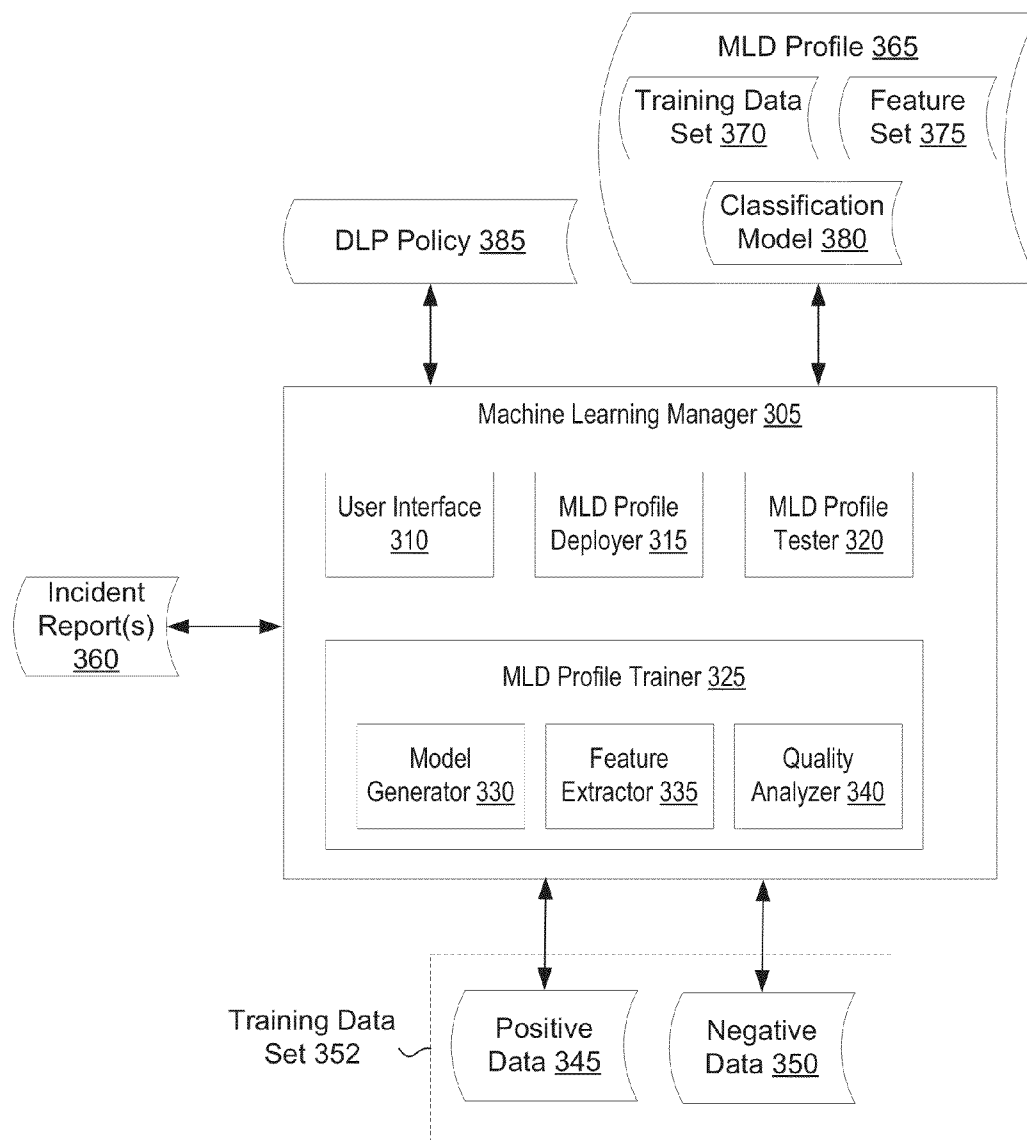 MLD Profile 365
Training Data
Set 370
Feature
Set 375
Classification
Model 380
DLP Policy 385
Machine Learning Manager 305
User Interface
310
MLD Profile
Deployer 315
MLD Profile
Tester 320
Incident
Report(s)
360
MLD Profile Trainer 325
Model
Generator 330
Feature
Extractor 335
Quality
Analyzer 340
Training Data
Set 352
Positive
Data 345
Negative
Data 350